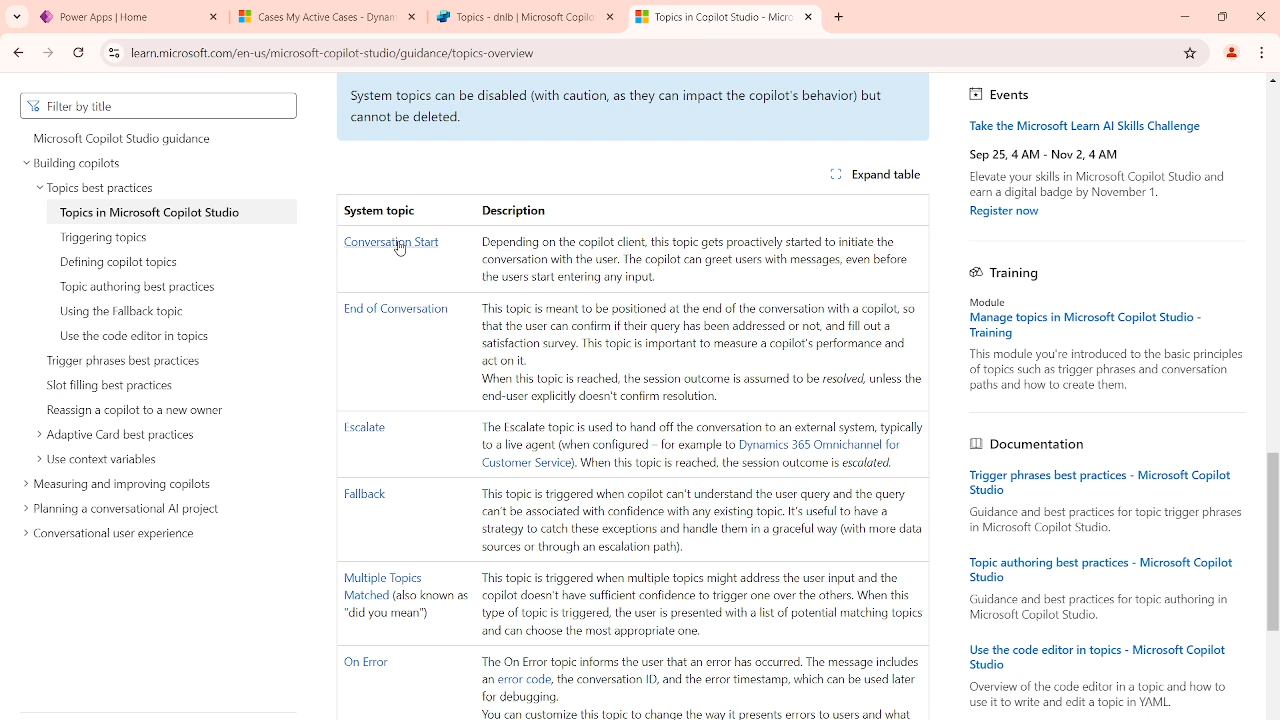 Power Apps | Home
Cases My Active Cases - Dynam
Topics - dnlb | Microsoft Copilo
Topics in Copilot Studio - Micro
learn.microsoft.com/en-us/microsoft-copilot-studio/guidance/topics-overview
Filter by title
Microsoft Copilot Studio guidance
Building copilots
Topics best practices
Topics in Microsoft Copilot Studio
Triggering topics
Defining copilot topics
Topic authoring best practices
Using the Fallback topic
Use the code editor in topics
Trigger phrases best practices
Slot filling best practices
Reassign a copilot to a new owner
Adaptive Card best practices
Use context variables
Measuring and improving copilots
Planning a conversational AI project
Conversational user experience
System topics can be disabled (with caution, as they can impact the copilot's behavior) but
cannot be deleted.
Expand table
System topic
Description
Conversation Start
Depending on the copilot client, this topic gets proactively started to initiate the
conversation with the user. The copilot can greet users with messages, even before
the users start entering any input.
End of Conversation
This topic is meant to be positioned at the end of the conversation with a copilot, so
that the user can confirm if their query has been addressed or not, and fill out a
satisfaction survey. This topic is important to measure a copilot's performance and
act on it.
When this topic is reached, the session outcome is assumed to be resolved, unless the
end-user explicitly doesn't confirm resolution.
Escalate
The Escalate topic is used to hand off the conversation to an external system, typically
to a live agent (when configured – for example to Dynamics 365 Omnichannel for
Customer Service). When this topic is reached, the session outcome is escalated.
Fallback
This topic is triggered when copilot can't understand the user query and the query
can't be associated with confidence with any existing topic. It's useful to have a
strategy to catch these exceptions and handle them in a graceful way (with more data
sources or through an escalation path).
Multiple Topics
Matched (also known as
"did you mean")
This topic is triggered when multiple topics might address the user input and the
copilot doesn't have sufficient confidence to trigger one over the others. When this
type of topic is triggered, the user is presented with a list of potential matching topics
and can choose the most appropriate one.
On Error
The On Error topic informs the user that an error has occurred. The message includes
an error code, the conversation ID, and the error timestamp, which can be used later
for debugging.
You can customize this topic to change the way it presents errors to users and what
Events
Take the Microsoft Learn AI Skills Challenge
Sep 25, 4 AM - Nov 2, 4 AM
Elevate your skills in Microsoft Copilot Studio and
earn a digital badge by November 1.
Register now
Training
Module
Manage topics in Microsoft Copilot Studio -
Training
This module you're introduced to the basic principles
of topics such as trigger phrases and conversation
paths and how to create them.
Documentation
Trigger phrases best practices - Microsoft Copilot
Studio
Guidance and best practices for topic trigger phrases
in Microsoft Copilot Studio.
Topic authoring best practices - Microsoft Copilot
Studio
Guidance and best practices for topic authoring in
Microsoft Copilot Studio.
Use the code editor in topics - Microsoft Copilot
Studio
Overview of the code editor in a topic and how to
use it to write and edit a topic in YAML.